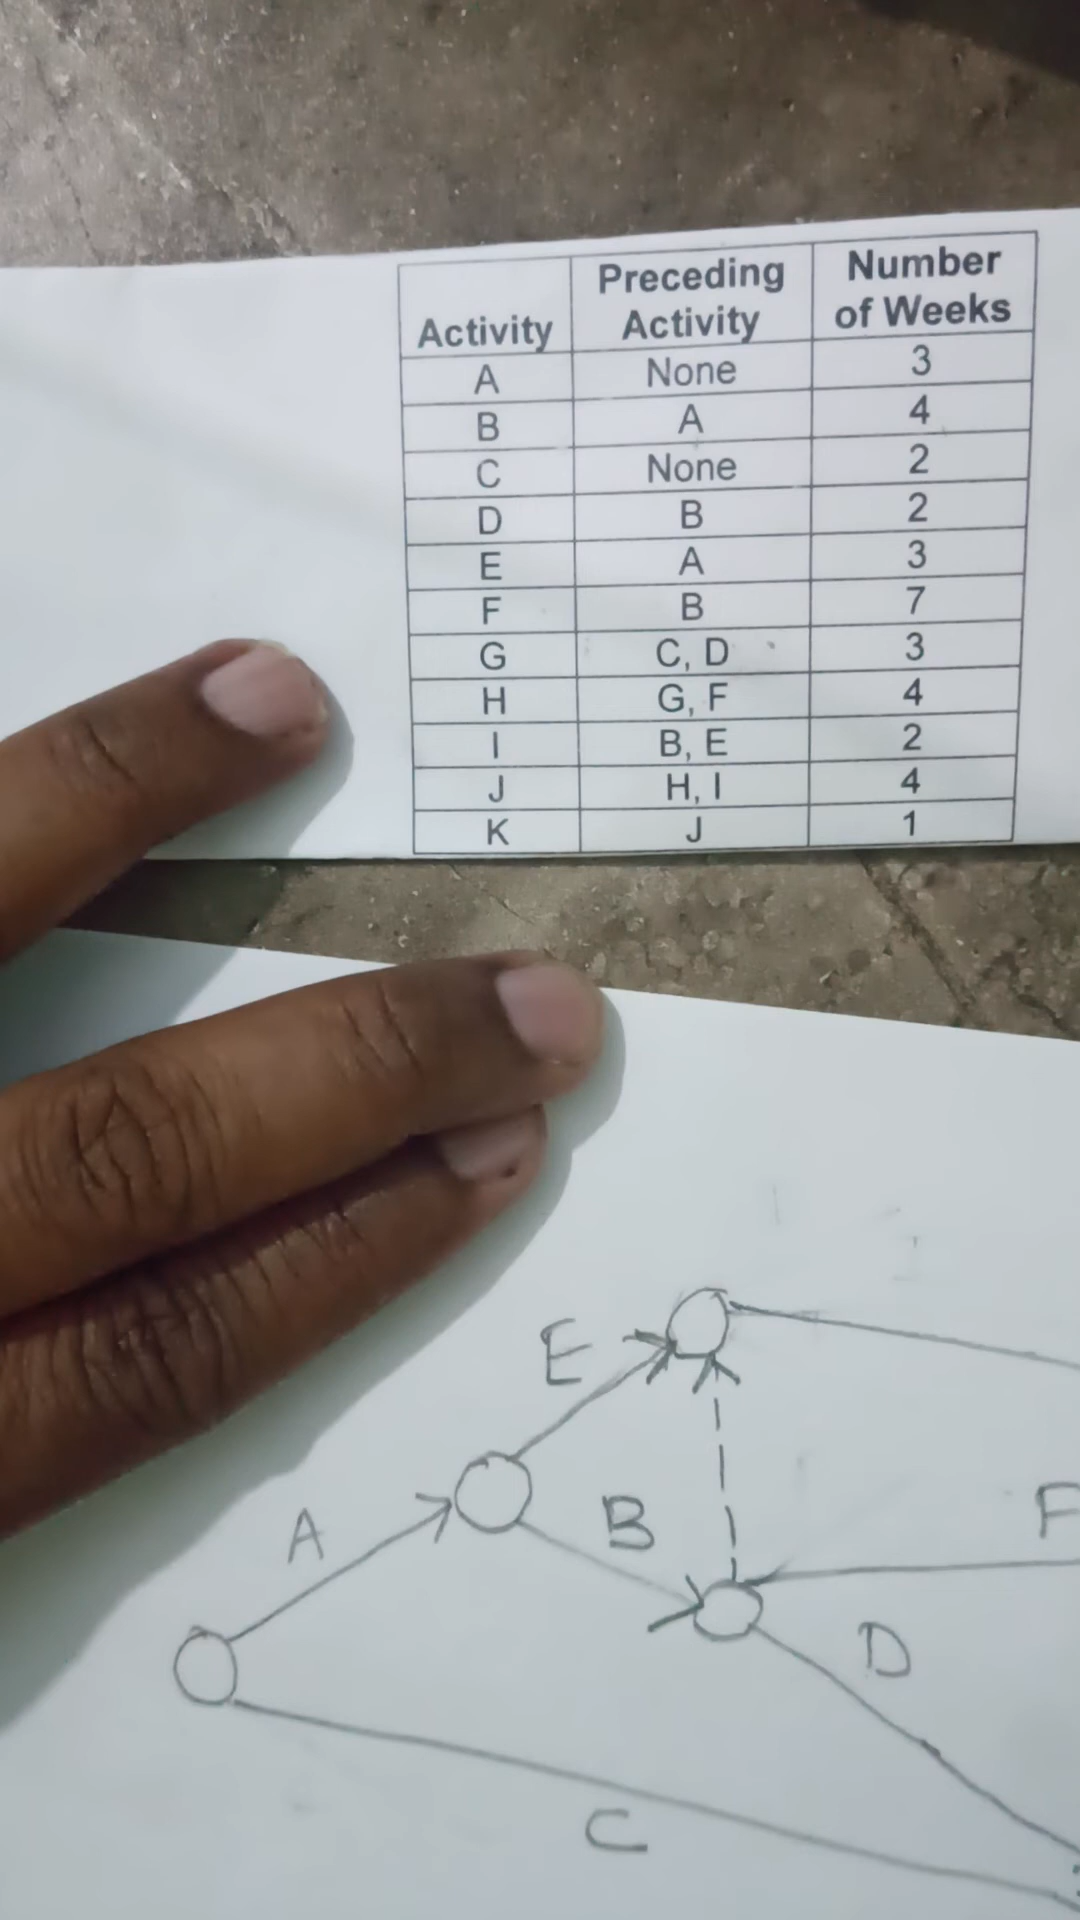 Activity Preceding Activity Number of Weeks
A None 3
B A 4
C None 2
D B 2
E A 3
F B 7
G C, D 3
H G, F 4
I B, E 2
J H, I 4
K J 1
E
A
B
F
D
C